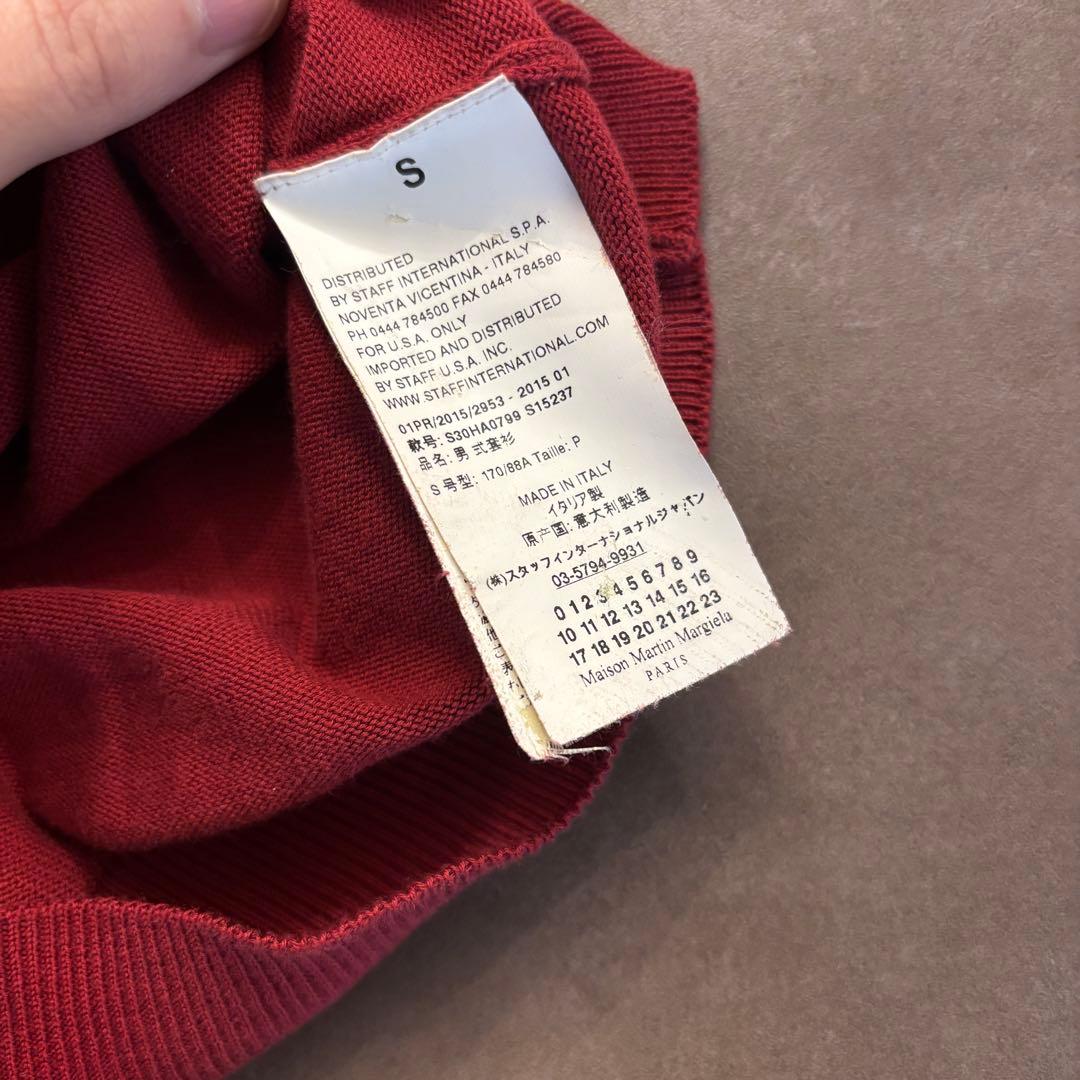 S
DISTRIBUTED
BY STAFF INTERNATIONAL S.P.A.
NOVENTA VICENTINA - ITALY
PH 0444 784500 FAX 0444 784580
FOR U.S.A. ONLY
IMPORTED AND DISTRIBUTED
BY STAFF U.S.A. INC.
WWW.STAFFINTERNATIONAL.COM
01PR/2015/2953 - 2015 01
款号: S30HA0799 S15237
品名: 男 式套衫
S 号型: 170/88A Taille: P
MADE IN ITALY
イタリア製
原产国: 意大利製造
(株)スタッフインターナショナルジャパン
03-5794-9931
0 1 2 3 4 5 6 7 8 9
10 11 12 13 14 15 16
17 18 19 20 21 22 23
Maison Martin Margiela
PARIS